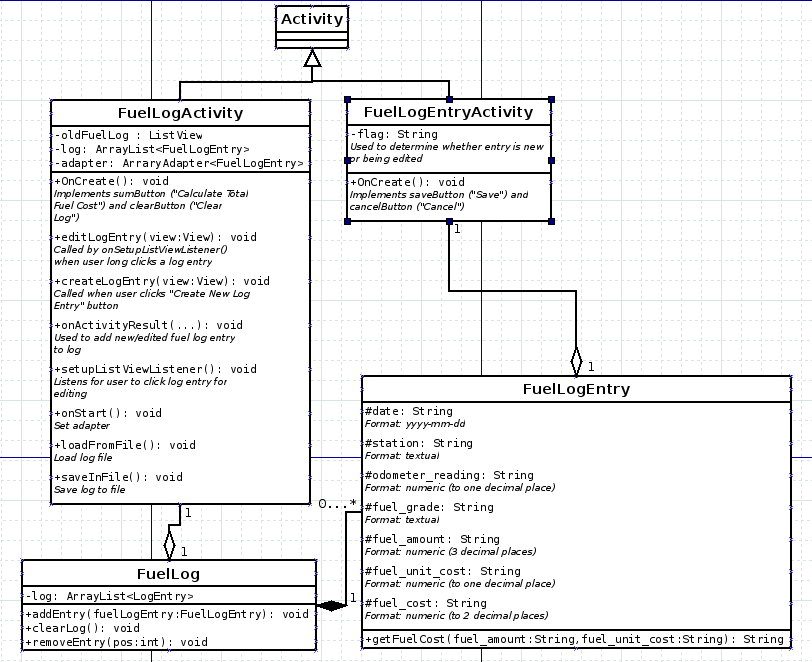 Activity
FuelLogActivity
-oldFuelLog : ListView
-log: ArrayList<FuelLogEntry>
-adapter: ArraryAdapter<FuelLogEntry>
+OnCreate(): void
Implements sumButton ("Calculate Total
Fuel Cost") and clearButton ("Clear
Log")
+editLogEntry(view:View): void
Called by onSetupListViewListener()
when user long clicks a log entry
+createLogEntry(view:View): void
Called when user clicks "Create New Log
Entry" button
+onActivityResult(...): void
Used to add new/edited fuel log entry
to log
+setupListViewListener(): void
Listens for user to click log entry for
editing
+onStart(): void
Set adapter
+loadFromFile(): void
Load log file
+saveInFile(): void
Save log to file
FuelLogEntryActivity
-flag: String
Used to determine whether entry is new
or being edited
+OnCreate(): void
Implements saveButton ("Save") and
cancelButton ("Cancel")
1
1
FuelLogEntry
#date: String
Format: yyyy-mm-dd
#station: String
Format: textual
#odometer_reading: String
Format: numeric (to one decimal place)
#fuel_grade: String
Format: textual
#fuel_amount: String
Format: numeric (3 decimal places)
#fuel_unit_cost: String
Format: numeric (to one decimal place)
#fuel_cost: String
Format: numeric (to 2 decimal places)
+getFuelCost(fuel_amount:String,fuel_unit_cost:String): String
0...*
1
1
1
FuelLog
-log: ArrayList<LogEntry>
+addEntry(fuelLogEntry:FuelLogEntry): void
+clearLog(): void
+removeEntry(pos:int): void